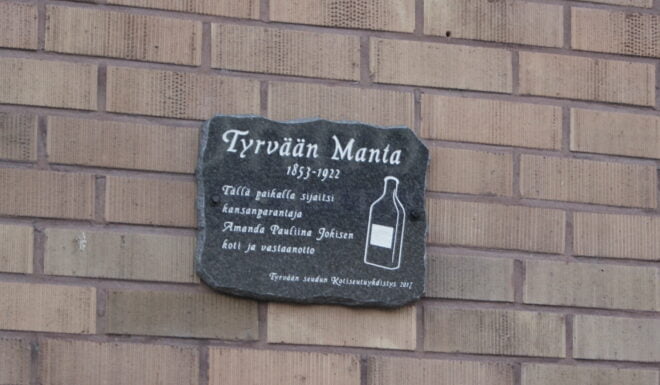 Tyrvään Manta
1853-1922
Tällä paikalla sijaitsi
kansanparantaja
Amanda Pauliina Jokisen
koti ja vastaanotto
Tyrvään seudun Kotiseutuyhdistys 2017